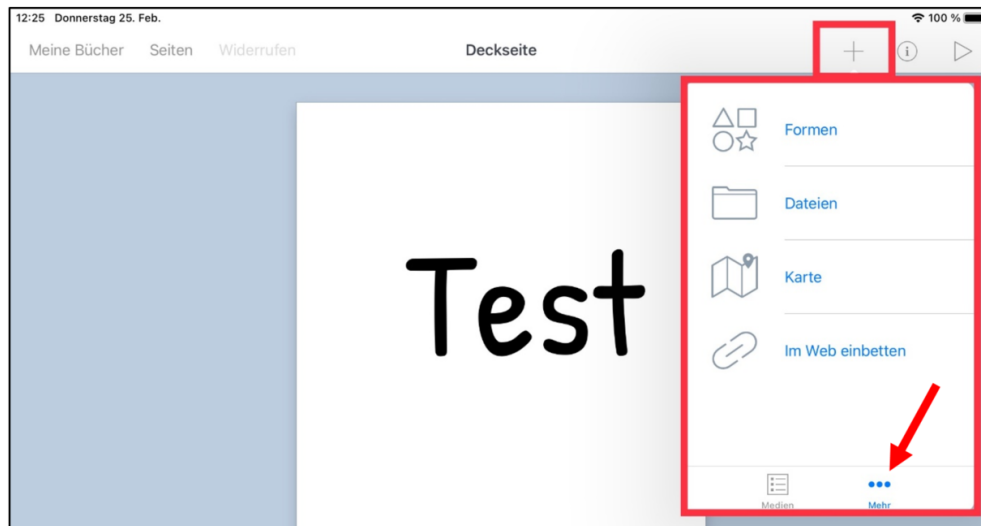 12:25 Donnerstag 25. Feb. 100 %
Meine Bücher Seiten Widerrufen Deckseite
Formen
Dateien
Karte
Im Web einbetten
Test
Medien Mehr